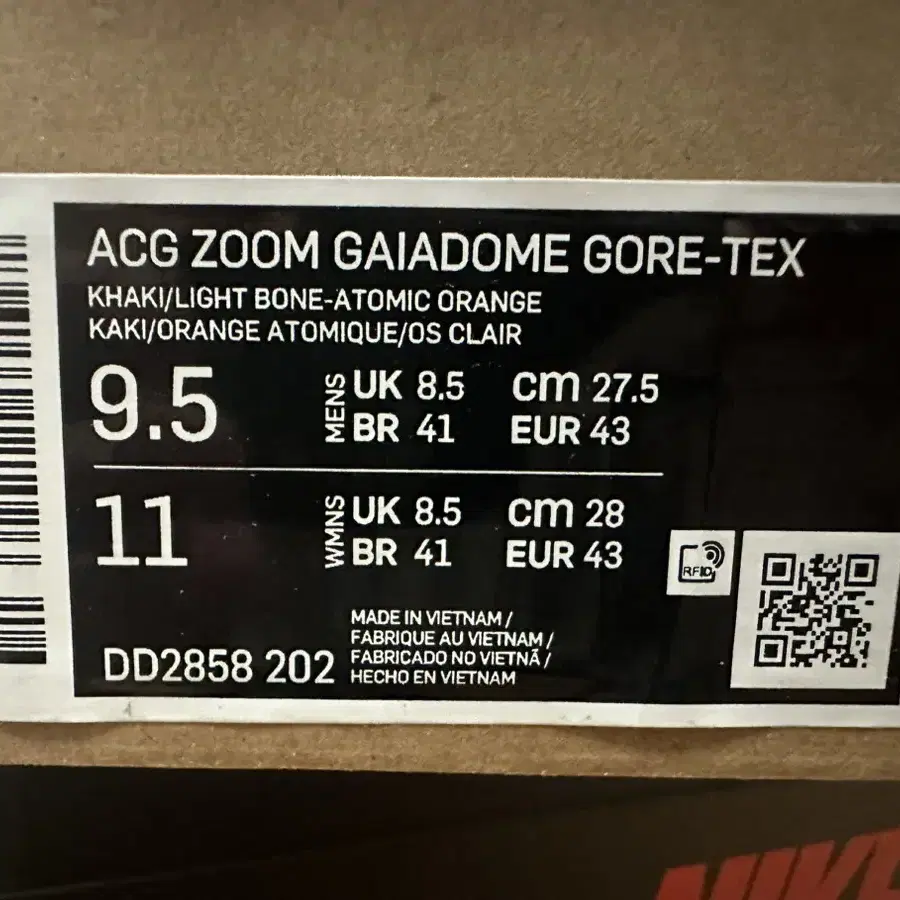 ACG ZOOM GAIADOME GORE-TEX
KHAKI/LIGHT BONE-ATOMIC ORANGE
KAKI/ORANGE ATOMIQUE/OS CLAIR
9.5 MENS UK 8.5 cm 27.5
BR 41 EUR 43
11 WMNS UK 8.5 cm 28
BR 41 EUR 43
RFID
MADE IN VIETNAM /
FABRIQUE AU VIETNAM /
FABRICADO NO VIETNÃ /
HECHO EN VIETNAM
DD2858 202
NIKE